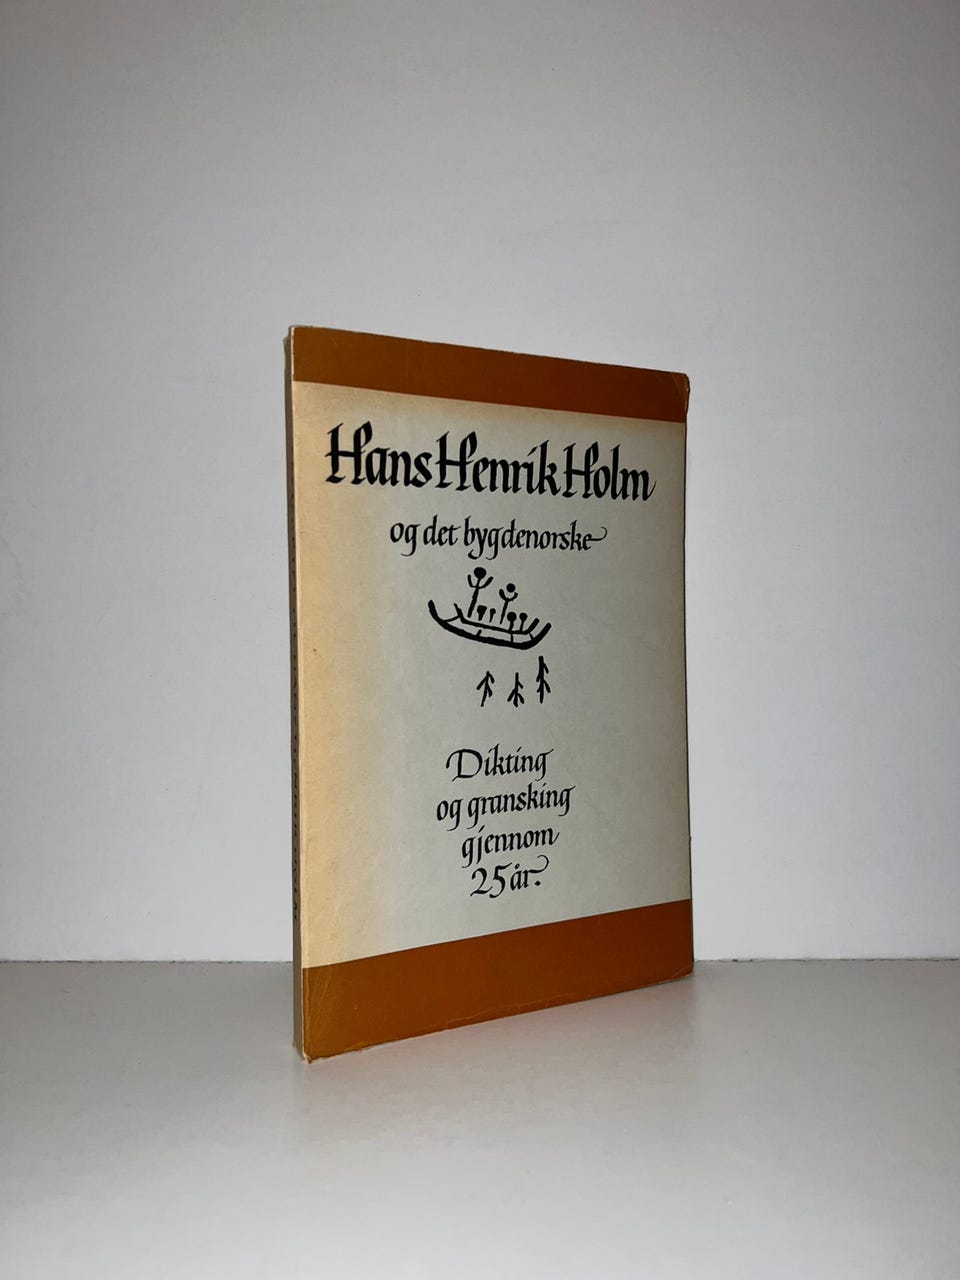 Hans Henrik Holm
og det bygdenorske
Dikting
og gransking
gjennom
25 år.